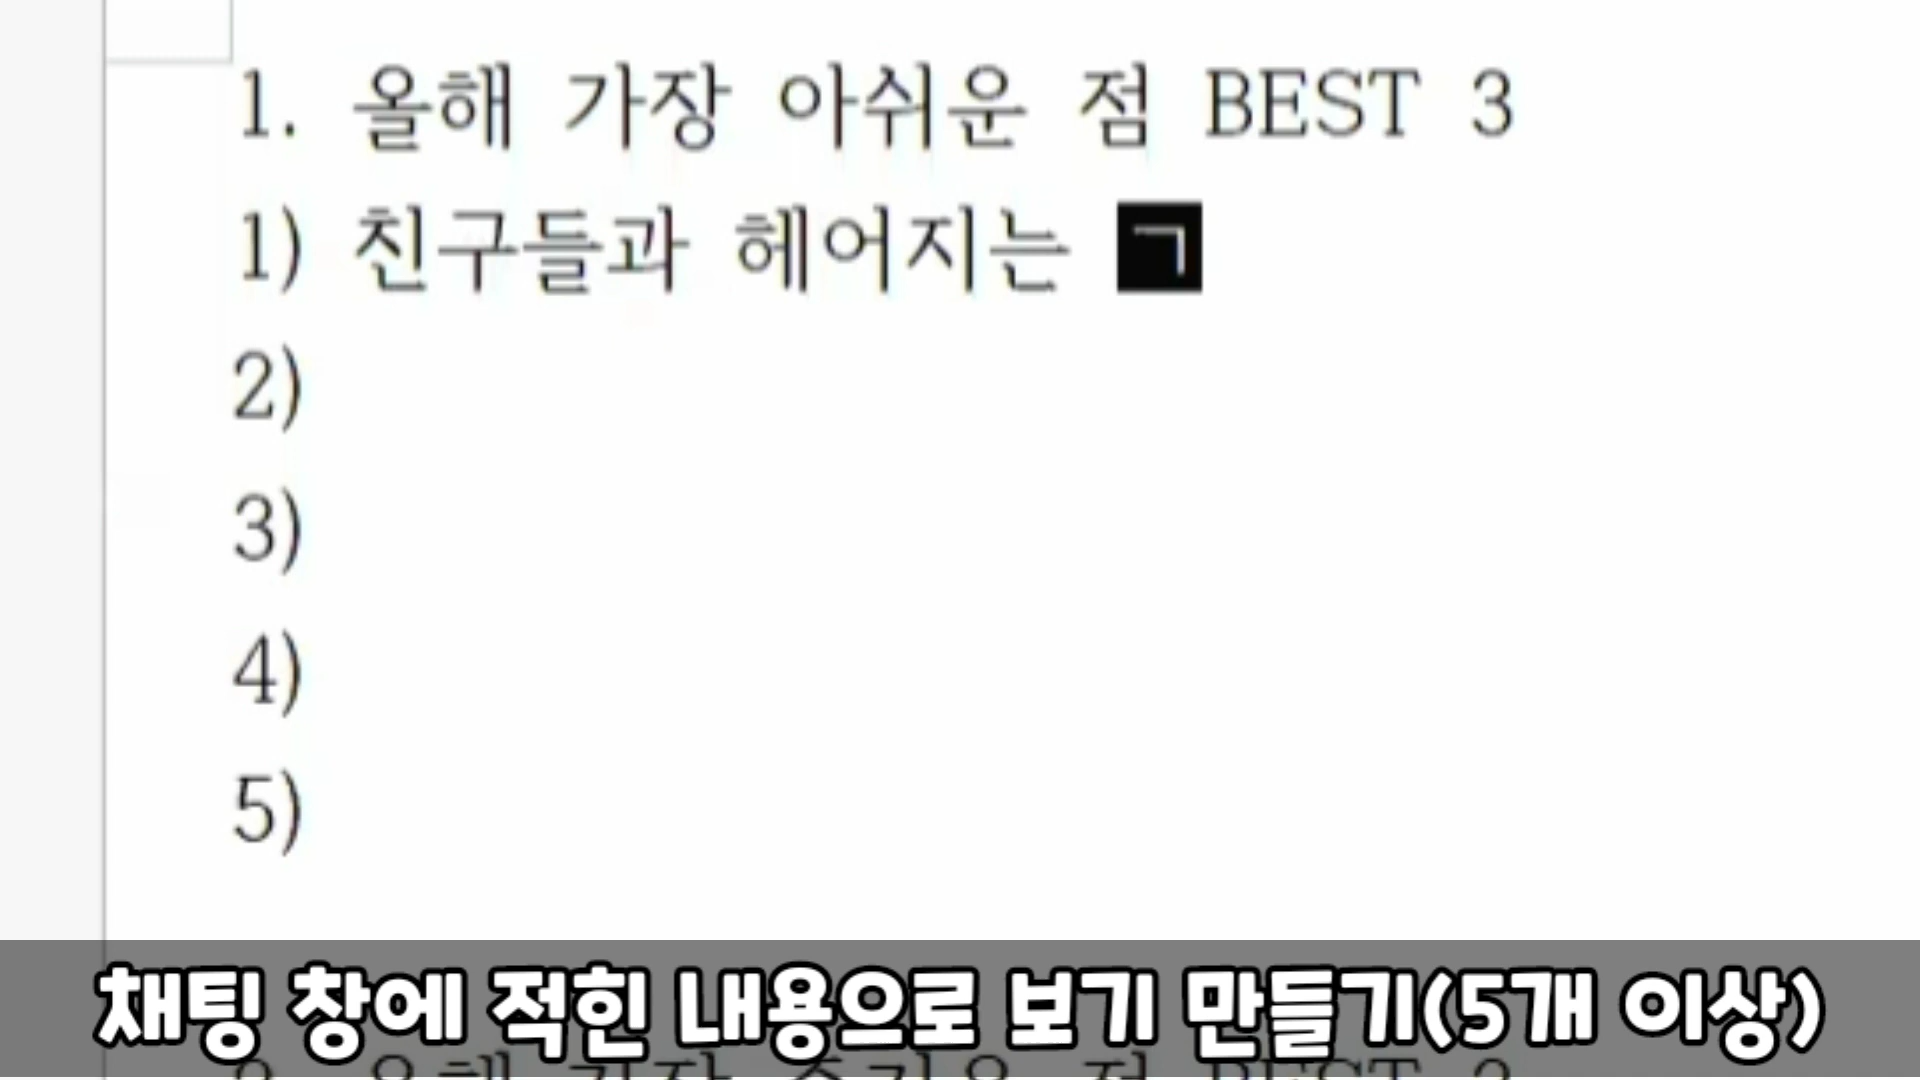 1. 올해 가장 아쉬운 점 BEST 3
1) 친구들과 헤어지는 ㄱ
2)
3)
4)
5)
채팅 창에 적힌 내용으로 보기 만들기(5개 이상)